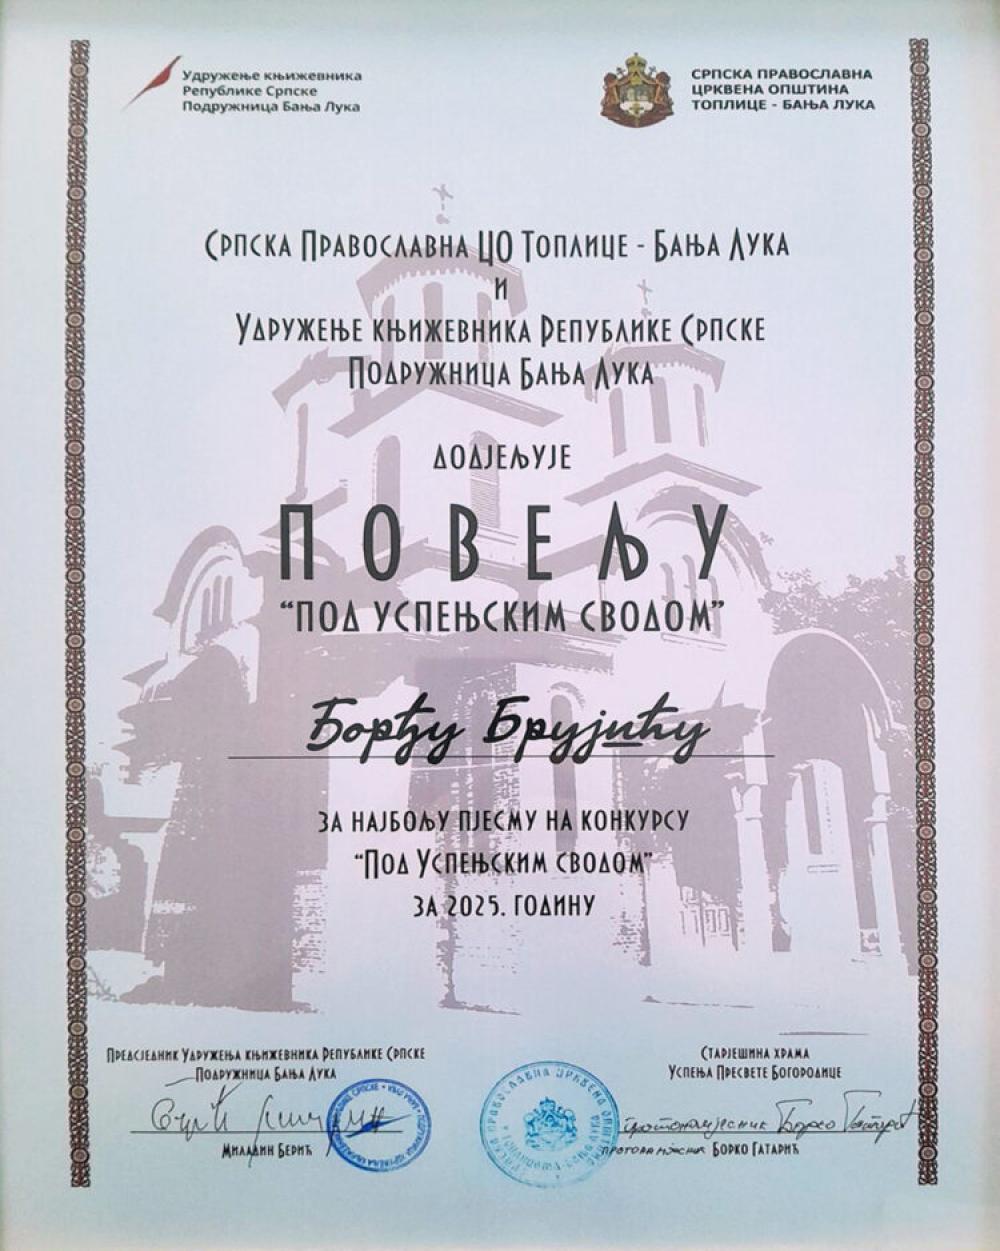 Удружење књижевника
Републике Српске
Подружница Бања Лука
СРПСКА ПРАВОСЛАВНА
ЦРКВЕНА ОПШТИНА
ТОПЛИЦЕ - БАЊА ЛУКА
Српска Православна ЦО Топлице - Бања Лука
и
Удружење књижевника Републике Српске
Подружница Бања Лука
додјељује
ПОВЕЉУ
“ПОД УСПЕЊСКИМ СВОДОМ”
Ђорђу Брујићу
за најбољу пјесму на конкурсу
“Под Успењским сводом”
за 2025. годину
Предсједник Удружења књижевника Републике Српске
Подружница Бања Лука
Миладин Берић
Старјешина храма
Успења Пресвете Богородице
протонамјесник Борко Гатарић